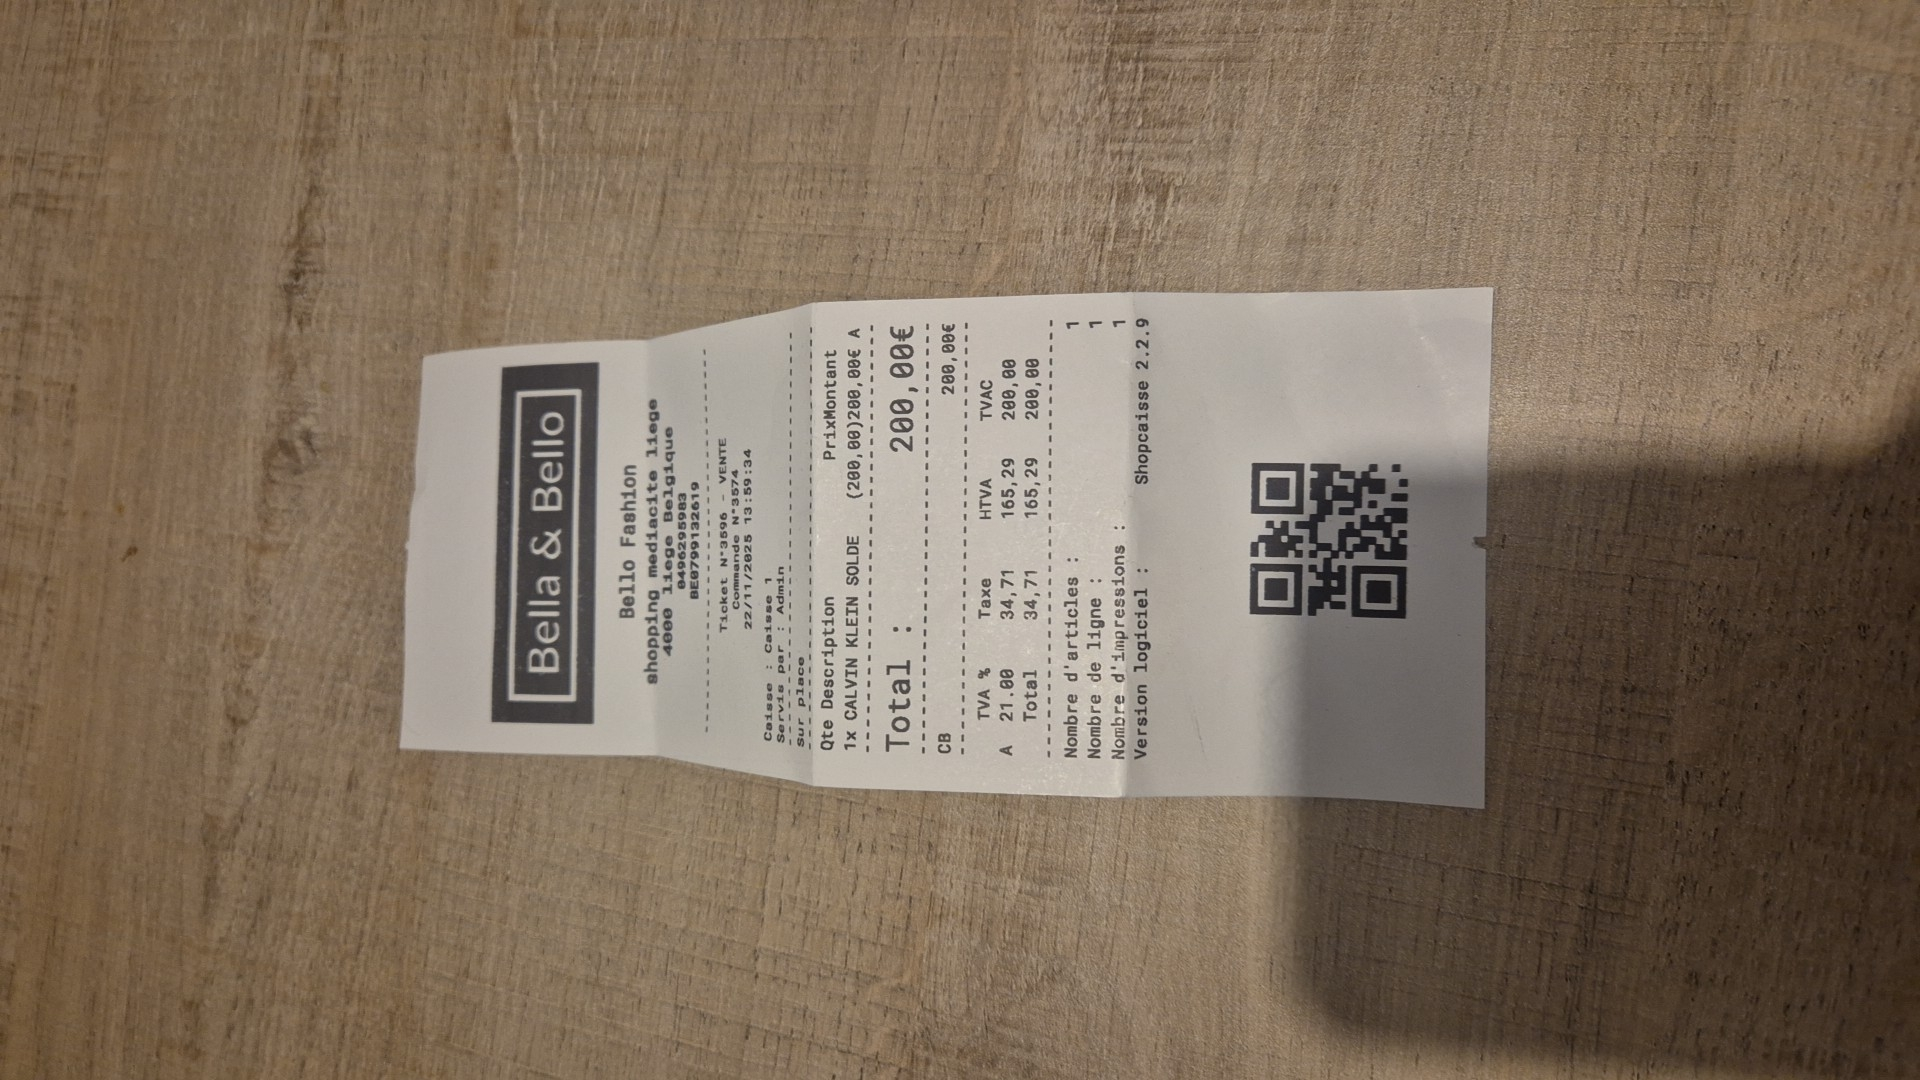 Bella & Bello
Bello Fashion
shopping mediacite liege
4000 liege Belgique
0496295983
BE0799132619
Ticket N°3596 - VENTE
Commande N°3574
22/11/2025 13:59:34
Caisse : Caisse 1
Servis par : Admin
Sur place
Qte Description PrixMontant
1x CALVIN KLEIN SOLDE (200,00)200,00€ A
Total : 200,00€
CB 200,00€
TVA % Taxe HTVA TVAC
A 21.00 34,71 165,29 200,00
Total 34,71 165,29 200,00
Nombre d'articles : 1
Nombre de ligne : 1
Nombre d'impressions : 1
Version logiciel : Shopcaisse 2.2.9